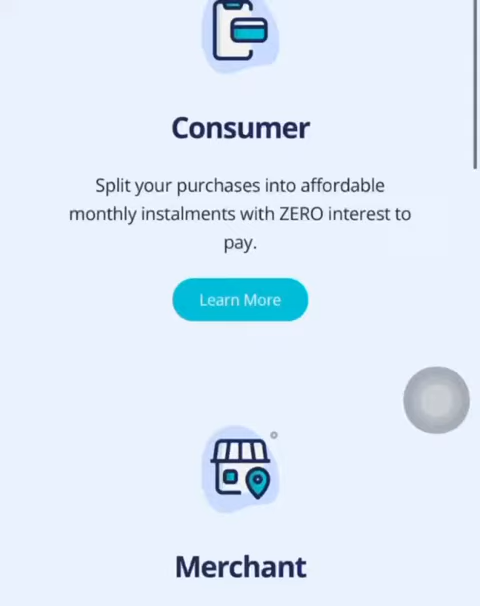 Consumer
Split your purchases into affordable
monthly instalments with ZERO interest to
pay.
Learn More
Merchant